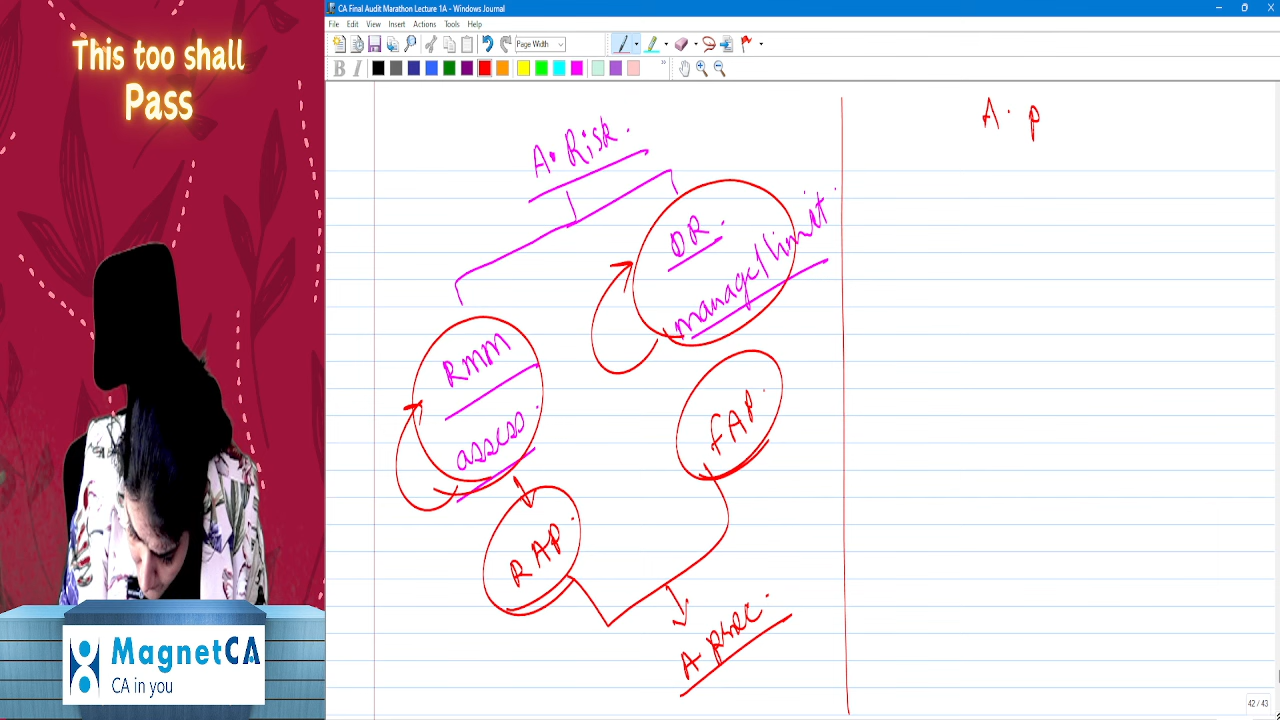 This too shall
Pass
MagnetCA
CA in you
CA Final Audit Marathon Lecture 1A - Windows Journal
File Edit View Insert Actions Tools Help
Page Width
B I
A. Risk.
DR.
manage/limit
RMM
assess.
FAP.
RAP.
A proc.
A. p
42 / 43